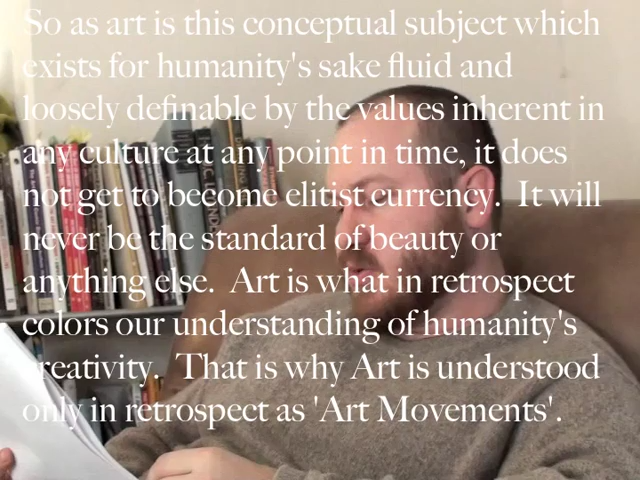 So as art is this conceptual subject which
exists for humanity's sake fluid and
loosely definable by the values inherent in
any culture at any point in time, it does
not get to become elitist currency.  It will
never be the standard of beauty or
anything else.  Art is what in retrospect
colors our understanding of humanity's
creativity.  That is why Art is understood
only in retrospect as 'Art Movements'.